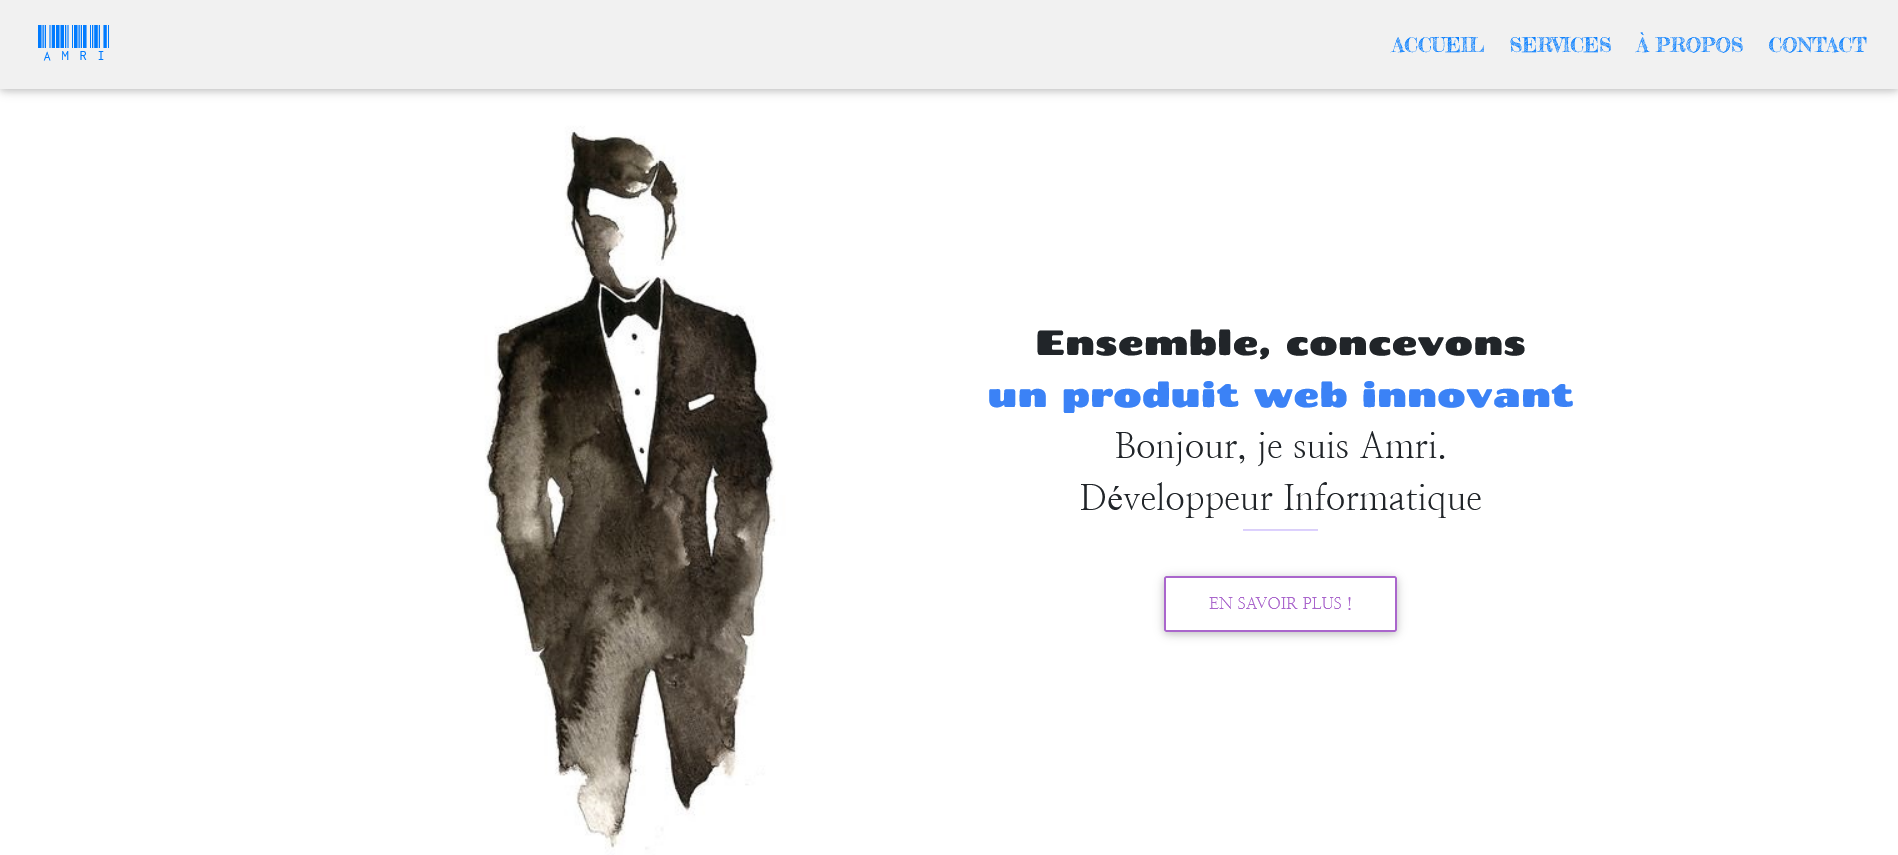 AMRI
ACCUEIL SERVICES À PROPOS CONTACT
Ensemble, concevons
un produit web innovant
Bonjour, je suis Amri.
Développeur Informatique
EN SAVOIR PLUS !